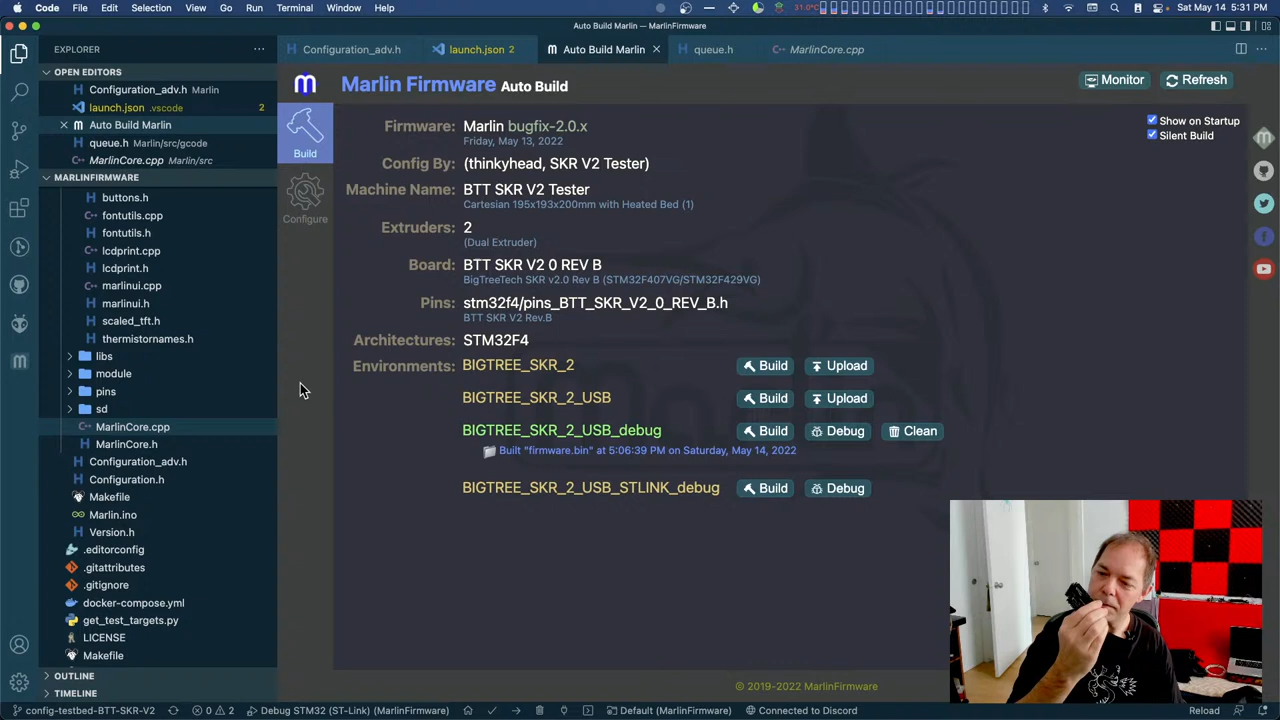 Code File Edit Selection View Go Run Terminal Window Help
31.0°C
Sat May 14 5:31 PM
Auto Build Marlin — MarlinFirmware
EXPLORER
OPEN EDITORS
Configuration_adv.h Marlin
launch.json .vscode 2
Auto Build Marlin
queue.h Marlin/src/gcode
MarlinCore.cpp Marlin/src
MARLINFIRMWARE
buttons.h
fontutils.cpp
fontutils.h
lcdprint.cpp
lcdprint.h
marlinui.cpp
marlinui.h
scaled_tft.h
thermistornames.h
libs
module
pins
sd
MarlinCore.cpp
MarlinCore.h
Configuration_adv.h
Configuration.h
Makefile
Marlin.ino
Version.h
.editorconfig
.gitattributes
.gitignore
docker-compose.yml
get_test_targets.py
LICENSE
Makefile
OUTLINE
TIMELINE
Configuration_adv.h
launch.json 2
Auto Build Marlin
queue.h
MarlinCore.cpp
Build
Configure
Marlin Firmware Auto Build
Monitor
Refresh
Show on Startup
Silent Build
Firmware: Marlin bugfix-2.0.x
Friday, May 13, 2022
Config By: (thinkyhead, SKR V2 Tester)
Machine Name: BTT SKR V2 Tester
Cartesian 195x193x200mm with Heated Bed (1)
Extruders: 2
(Dual Extruder)
Board: BTT SKR V2 0 REV B
BigTreeTech SKR v2.0 Rev B (STM32F407VG/STM32F429VG)
Pins: stm32f4/pins_BTT_SKR_V2_0_REV_B.h
BTT SKR V2 Rev.B
Architectures: STM32F4
Environments: BIGTREE_SKR_2 Build Upload
BIGTREE_SKR_2_USB Build Upload
BIGTREE_SKR_2_USB_debug Build Debug Clean
Built "firmware.bin" at 5:06:39 PM on Saturday, May 14, 2022
BIGTREE_SKR_2_USB_STLINK_debug Build Debug
© 2019-2022 MarlinFirmware
config-testbed-BTT-SKR-V2 0 2 Debug STM32 (ST-Link) (MarlinFirmware) Default (MarlinFirmware) Connected to Discord Reload